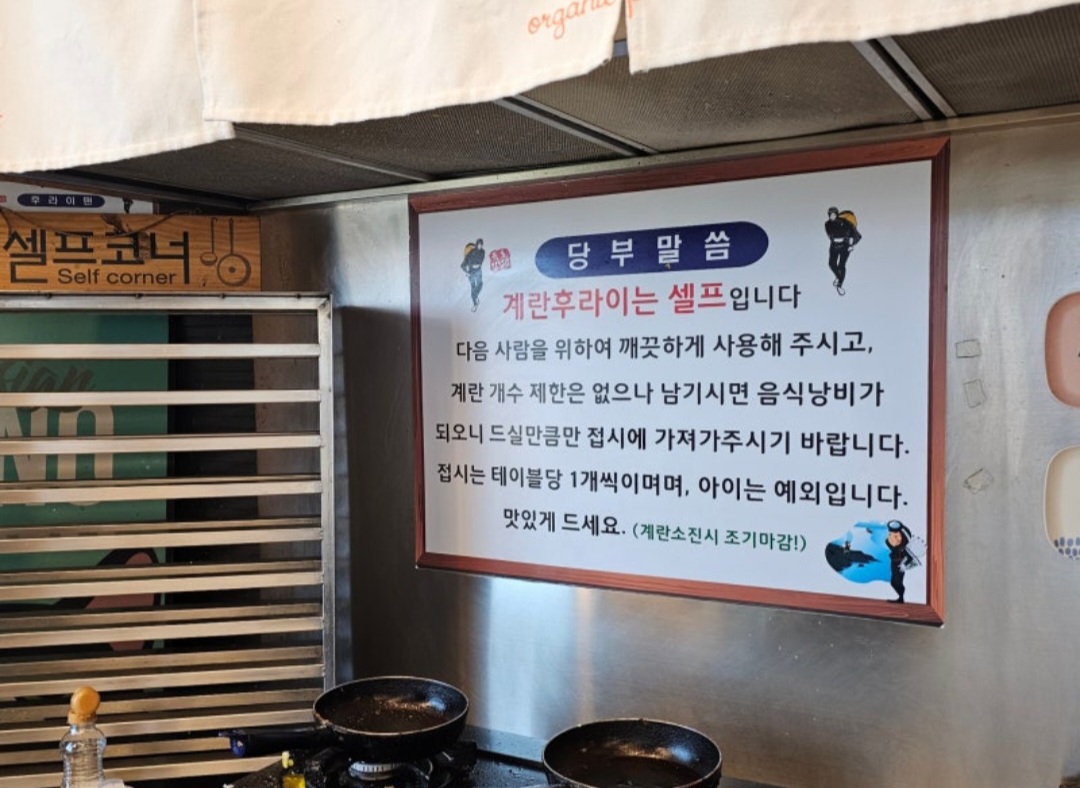 organic
후라이팬
셀프코너
Self corner
당부말씀
계란후라이는 셀프입니다
다음 사람을 위하여 깨끗하게 사용해 주시고,
계란 개수 제한은 없으나 남기시면 음식낭비가
되오니 드실만큼만 접시에 가져가주시기 바랍니다.
접시는 테이블당 1개씩이며며, 아이는 예외입니다.
맛있게 드세요. (계란소진시 조기마감!)